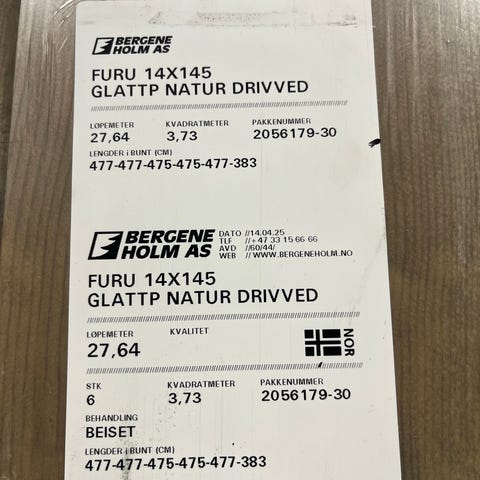 BERGENE
HOLM AS
FURU 14X145
GLATTP NATUR DRIVVED
LØPEMETER KVADRATMETER PAKKENUMMER
27,64 3,73 2056179-30
LENGDER i BUNT (CM)
477-477-475-475-477-383
BERGENE
HOLM AS
DATO //14.04.25
TLF //+47 33 15 66 66
AVD //60/44/
WEB // WWW.BERGENEHOLM.NO
FURU 14X145
GLATTP NATUR DRIVVED
LØPEMETER KVALITET
27,64
NOR
STK KVADRATMETER PAKKENUMMER
6 3,73 2056179-30
BEHANDLING
BEISET
LENGDER i BUNT (CM)
477-477-475-475-477-383